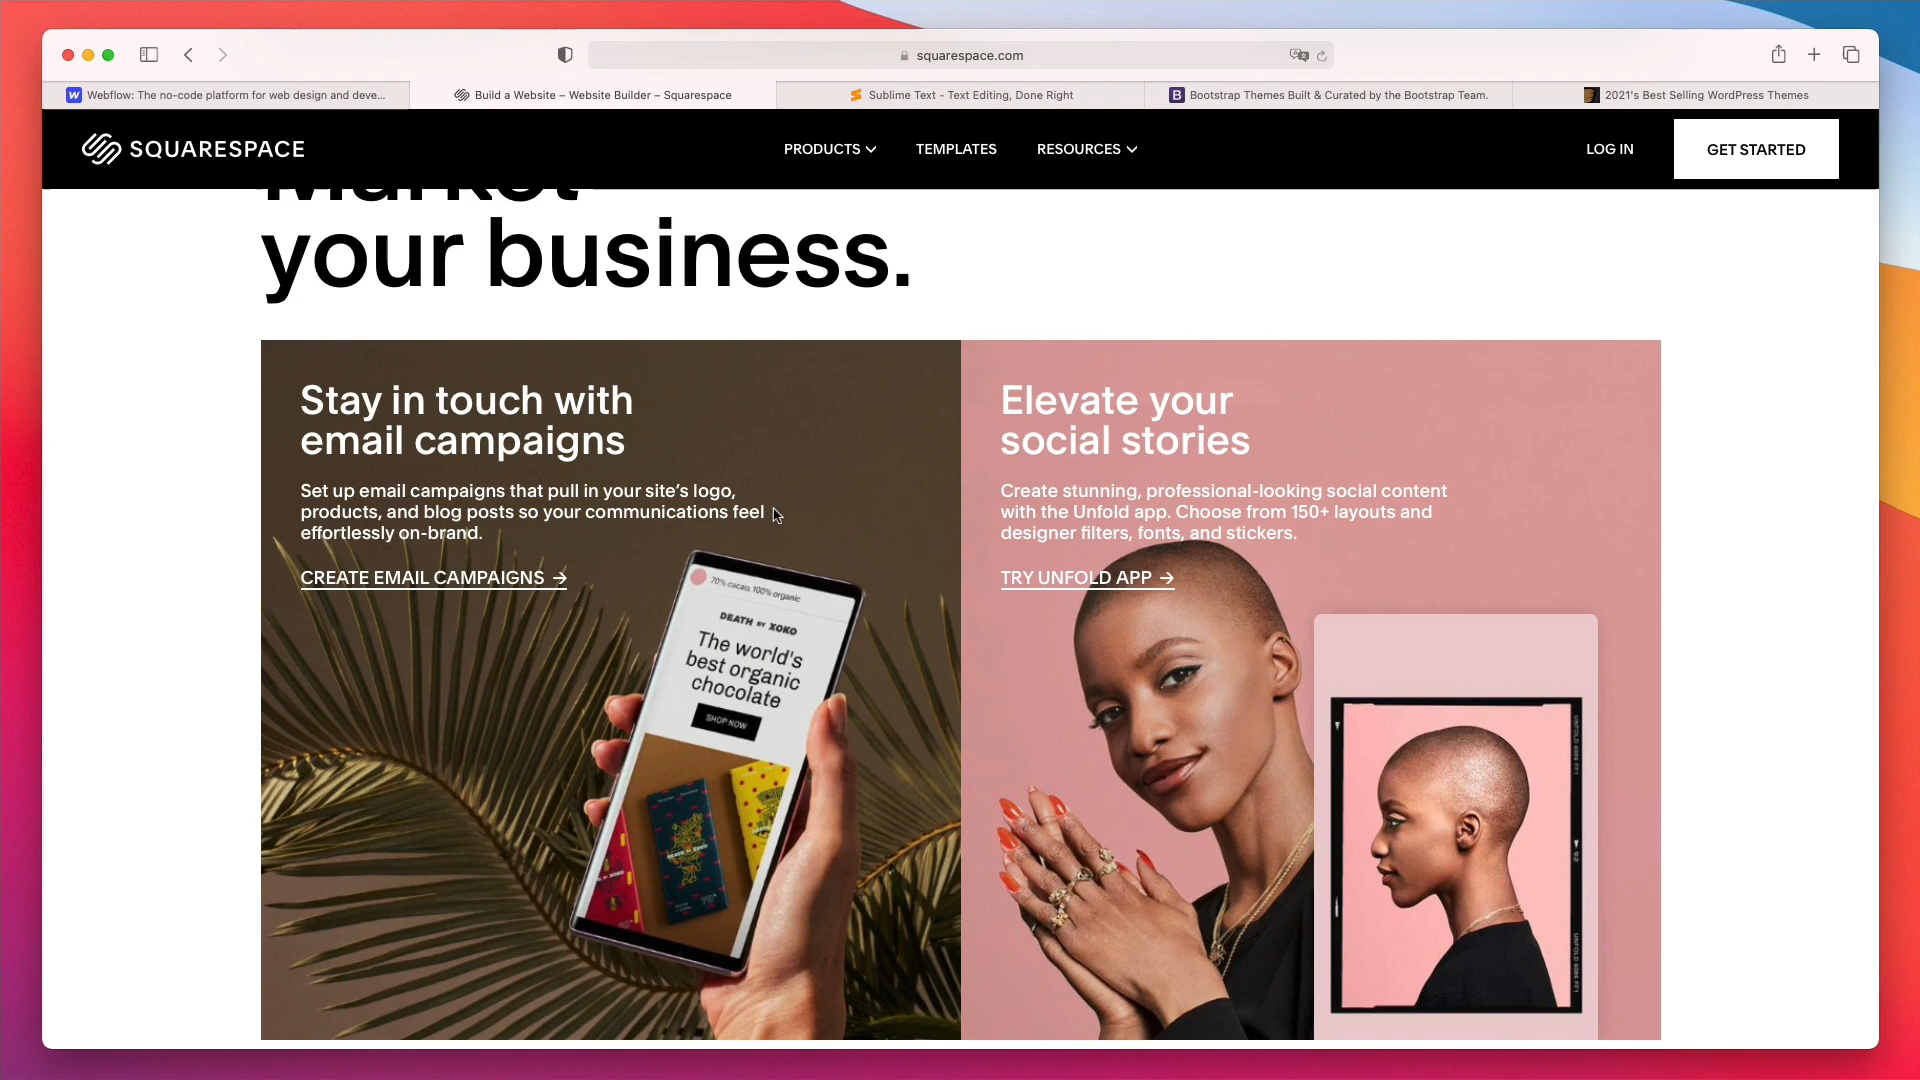 squarespace.com
Webflow: The no-code platform for web design and deve...
Build a Website – Website Builder – Squarespace
Sublime Text - Text Editing, Done Right
Bootstrap Themes Built & Curated by the Bootstrap Team.
2021's Best Selling WordPress Themes
SQUARESPACE
PRODUCTS
TEMPLATES
RESOURCES
LOG IN
GET STARTED
Market
your business.
Stay in touch with
email campaigns
Set up email campaigns that pull in your site’s logo,
products, and blog posts so your communications feel
effortlessly on-brand.
CREATE EMAIL CAMPAIGNS →
70% cacao, 100% organic
DEATH BY XOKO
The world's
best organic
chocolate
SHOP NOW
Elevate your
social stories
Create stunning, professional-looking social content
with the Unfold app. Choose from 150+ layouts and
designer filters, fonts, and stickers.
TRY UNFOLD APP →